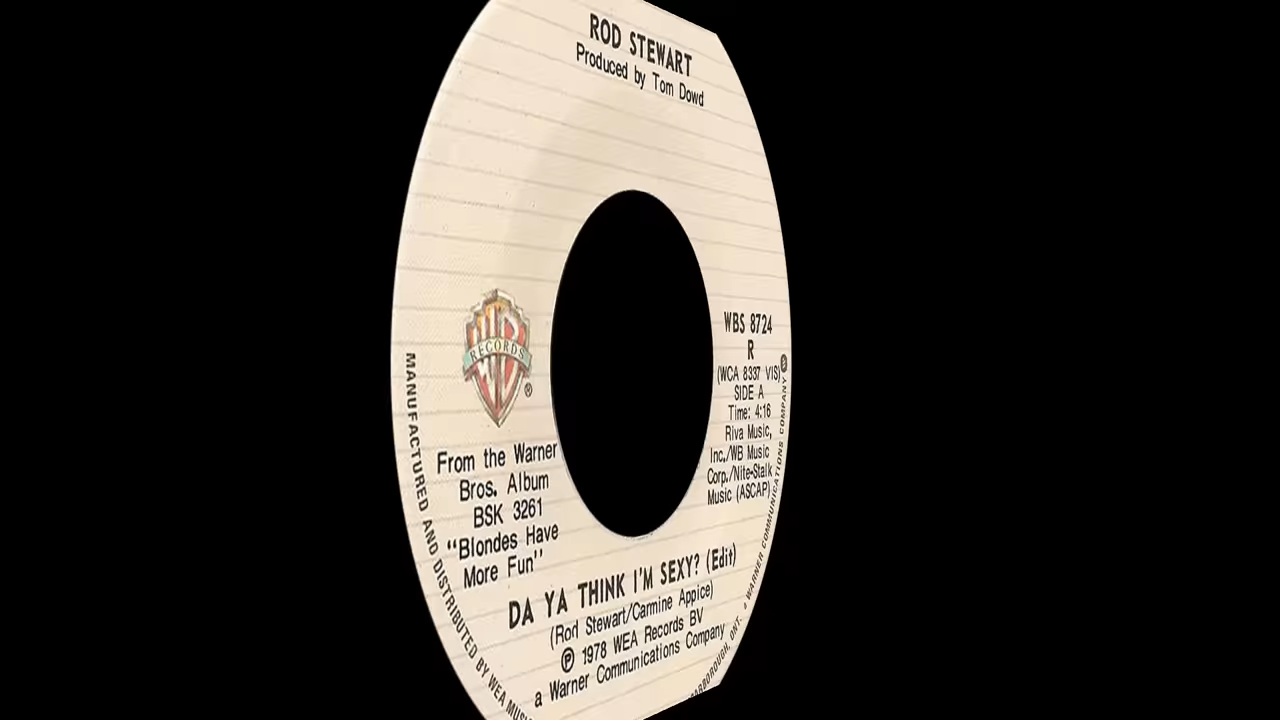 ROD STEWART
Produced by Tom Dowd
RECORDS
®
From the Warner
Bros. Album
BSK 3261
“Blondes Have
More Fun”
WBS 8724
R
(WCA 8337 VIS)
SIDE A
Time: 4:16
Riva Music,
Inc./WB Music
Corp./Nite-Stalk
Music (ASCAP)
DA YA THINK I'M SEXY? (Edit)
(Rod Stewart/Carmine Appice)
℗ 1978 WEA Records BV
a Warner Communications Company
MANUFACTURED AND DISTRIBUTED BY WEA
ONT. a WARNER COMMUNICATIONS COMPANY